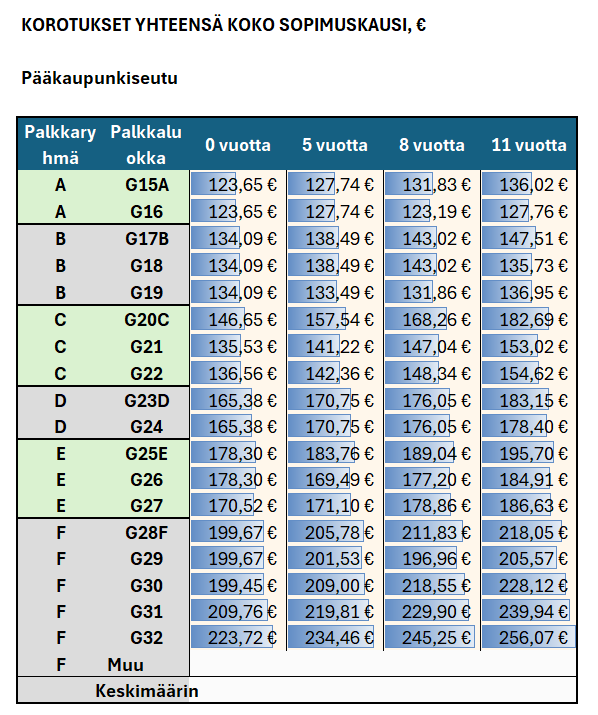 KOROTUKSET YHTEENSÄ KOKO SOPIMUSKAUSI, €
Pääkaupunkiseutu
Palkkary Palkkalu
hmä okka 0 vuotta 5 vuotta 8 vuotta 11 vuotta
A G15A 123,65 € 127,74 € 131,83 € 136,02 €
A G16 123,65 € 127,74 € 123,19 € 127,76 €
B G17B 134,09 € 138,49 € 143,02 € 147,51 €
B G18 134,09 € 138,49 € 143,02 € 135,73 €
B G19 134,09 € 133,49 € 131,86 € 136,95 €
C G20C 146,65 € 157,54 € 168,26 € 182,69 €
C G21 135,53 € 141,22 € 147,04 € 153,02 €
C G22 136,56 € 142,36 € 148,34 € 154,62 €
D G23D 165,38 € 170,75 € 176,05 € 183,15 €
D G24 165,38 € 170,75 € 176,05 € 178,40 €
E G25E 178,30 € 183,76 € 189,04 € 195,70 €
E G26 178,30 € 169,49 € 177,20 € 184,91 €
E G27 170,52 € 171,10 € 178,86 € 186,63 €
F G28F 199,67 € 205,78 € 211,83 € 218,05 €
F G29 199,67 € 201,53 € 196,96 € 205,57 €
F G30 199,45 € 209,00 € 218,55 € 228,12 €
F G31 209,76 € 219,81 € 229,90 € 239,94 €
F G32 223,72 € 234,46 € 245,25 € 256,07 €
F Muu
Keskimäärin